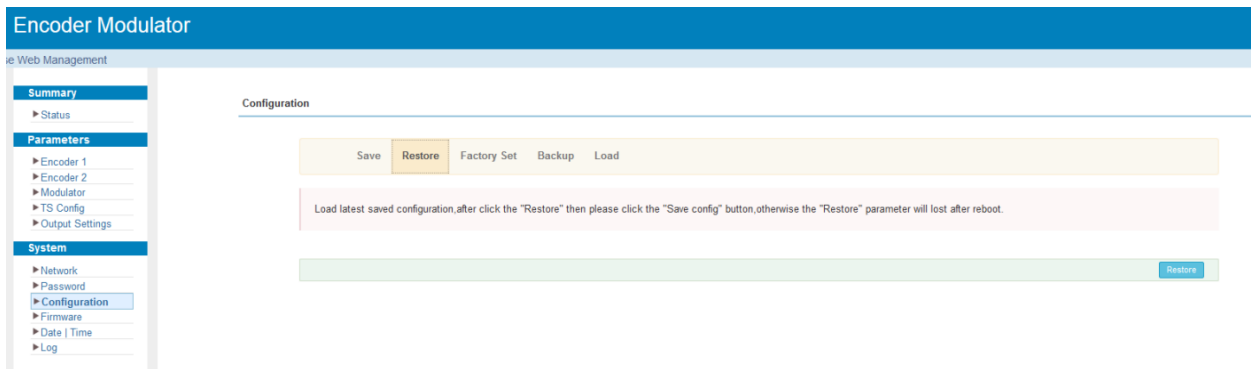 Encoder Modulator
se Web Management
Summary
Status
Parameters
Encoder 1
Encoder 2
Modulator
TS Config
Output Settings
System
Network
Password
Configuration
Firmware
Date | Time
Log
Configuration
Save Restore Factory Set Backup Load
Load latest saved configuration,after click the "Restore" then please click the "Save config" button,otherwise the "Restore" parameter will lost after reboot.
Restore